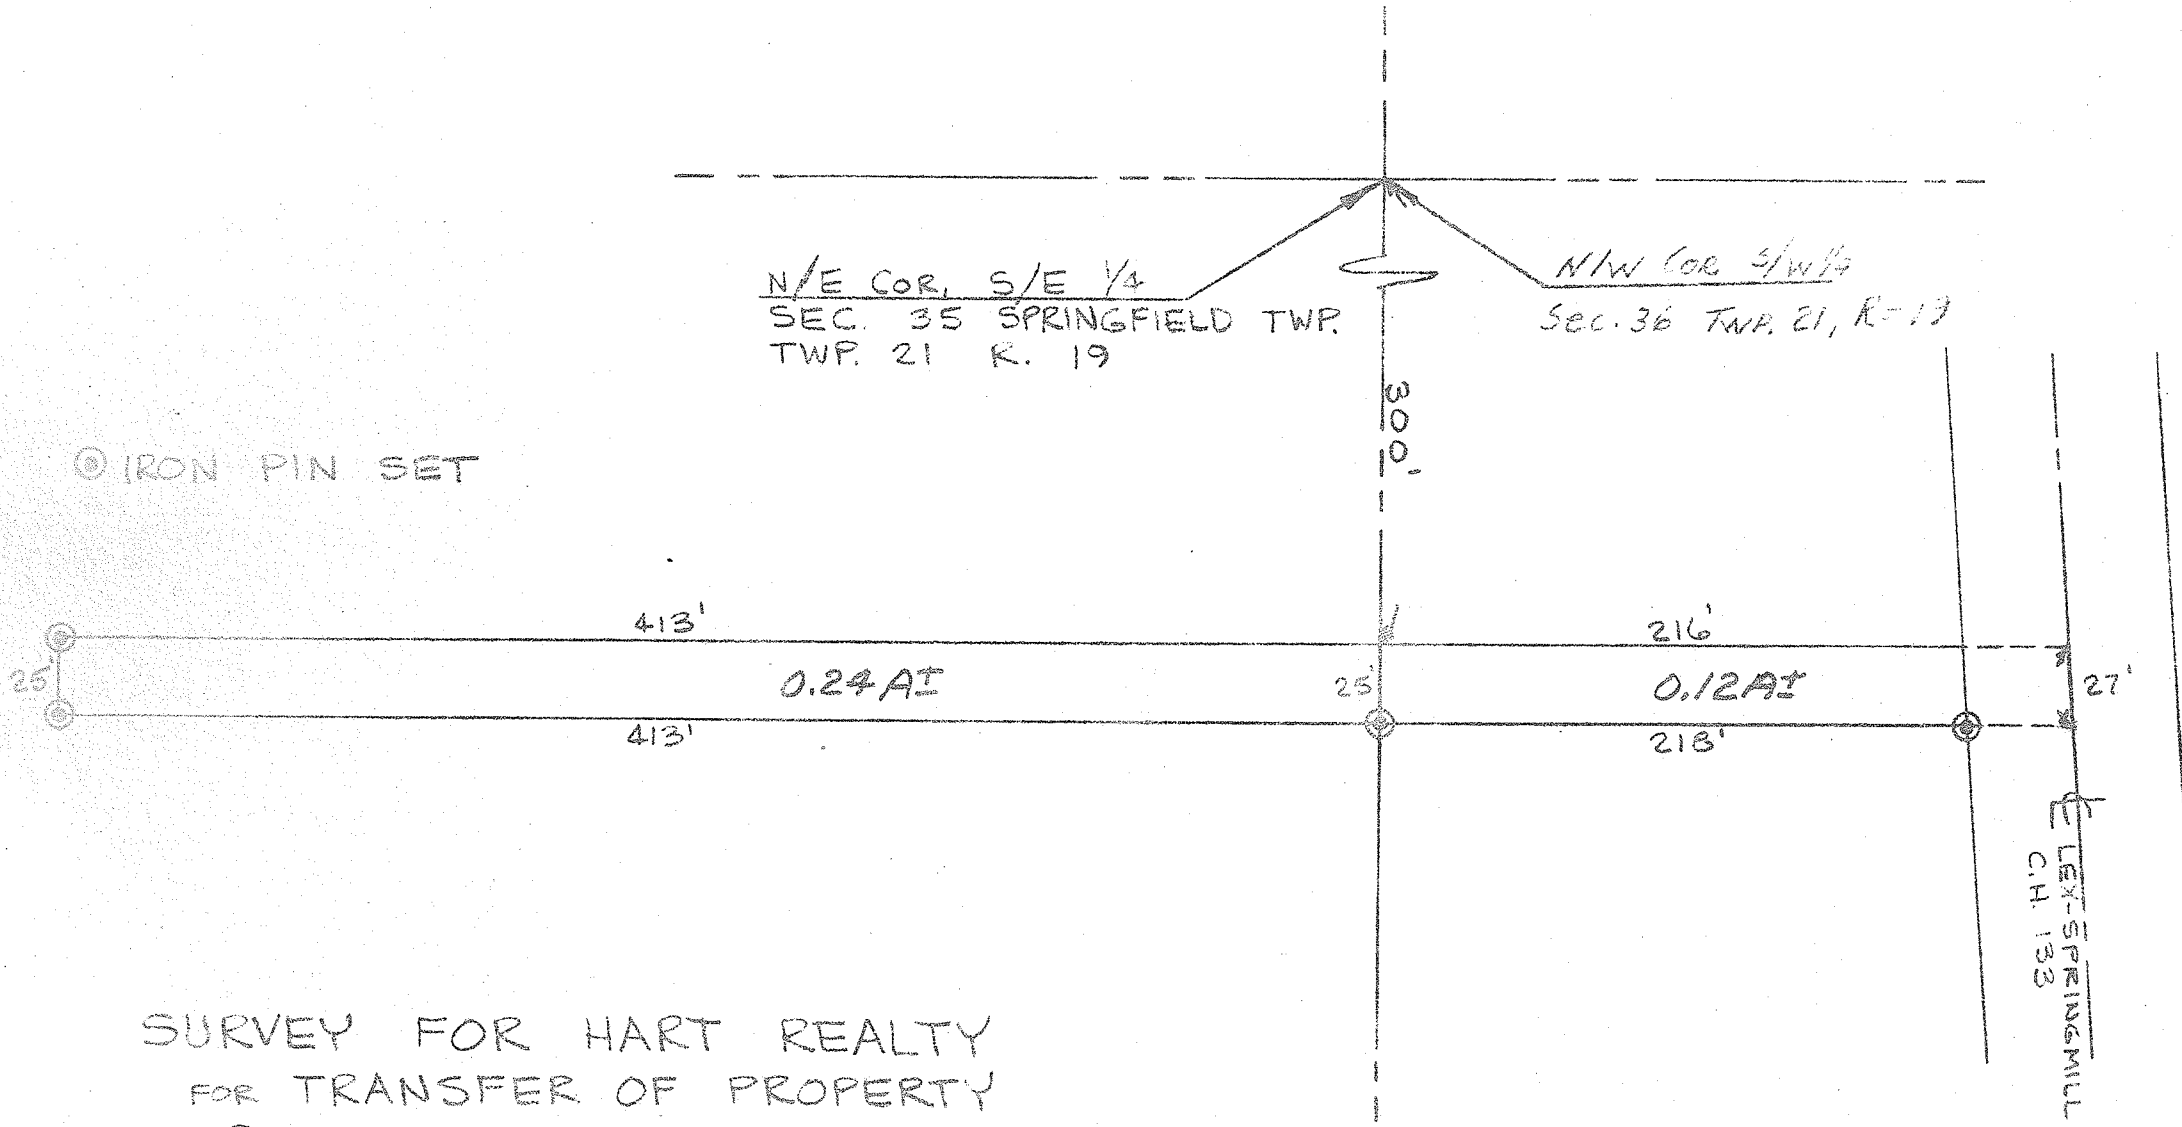 N/E COR. S/E 1/4
SEC. 35 SPRINGFIELD TWP.
TWP. 21 R. 19
N/W COR S/W 1/4
SEC. 36 TWP. 21, R-19
300'
IRON PIN SET
413'
216'
25'
0.24 A±
25'
0.12 A±
27'
413'
218'
℄ LEX-SPRINGMILL
C.H. 133
SURVEY FOR HART REALTY
FOR TRANSFER OF PROPERTY